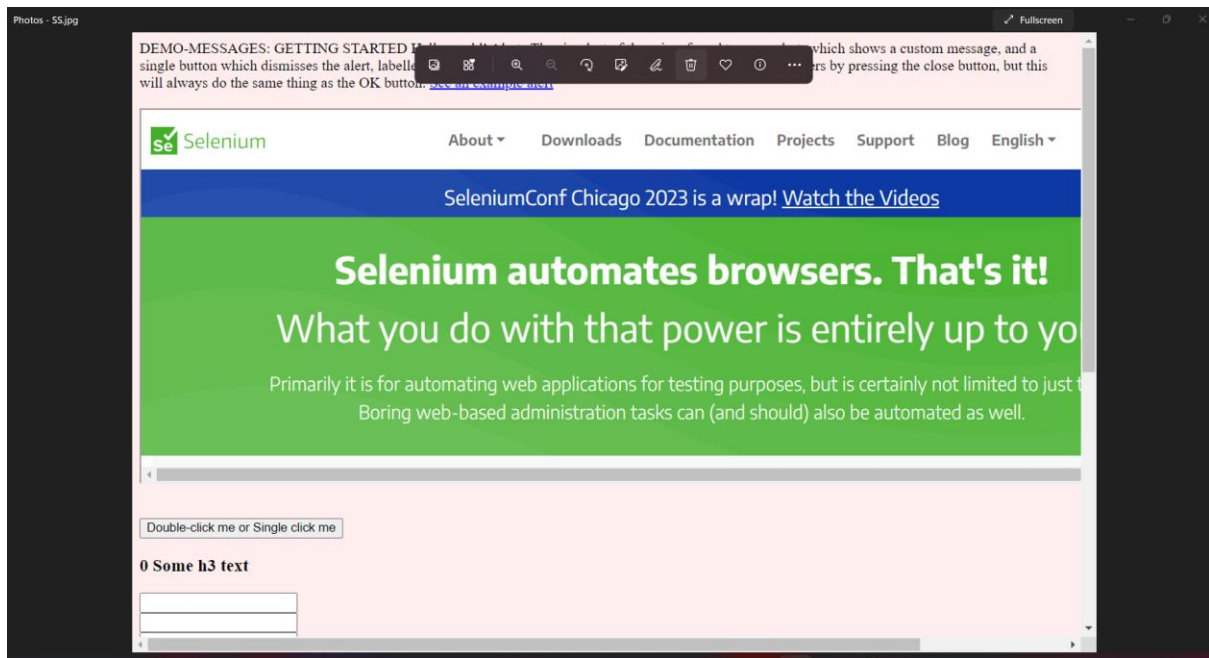 Photos - SS.jpg
Fullscreen
DEMO-MESSAGES: GETTING STARTED which shows a custom message, and a
single button which dismisses the alert, labelle by pressing the close button, but this
will always do the same thing as the OK button. See an example alert
Se Selenium About Downloads Documentation Projects Support Blog English
SeleniumConf Chicago 2023 is a wrap! Watch the Videos
Selenium automates browsers. That's it!
What you do with that power is entirely up to yo
Primarily it is for automating web applications for testing purposes, but is certainly not limited to just t
Boring web-based administration tasks can (and should) also be automated as well.
Double-click me or Single click me
0 Some h3 text